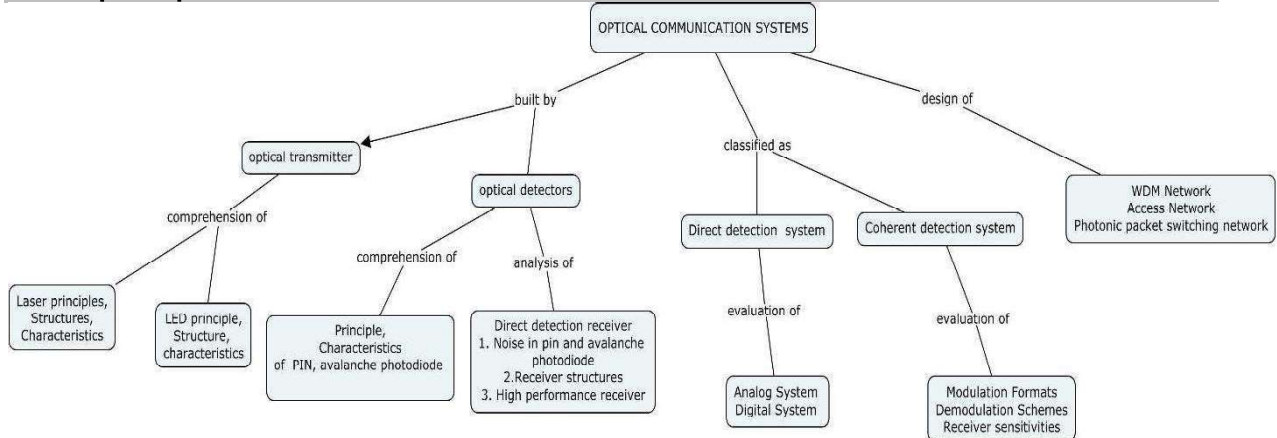 OPTICAL COMMUNICATION SYSTEMS
built by
design of
classified as
optical transmitter
optical detectors
WDM Network
Access Network
Photonic packet switching network
comprehension of
Direct detection system
Coherent detection system
comprehension of
analysis of
Laser principles,
Structures,
Characteristics
LED principle,
Structure,
characteristics
Principle,
Characteristics
of PIN, avalanche photodiode
Direct detection receiver
1. Noise in pin and avalanche
photodiode
2.Receiver structures
3. High performance receiver
evaluation of
evaluation of
Analog System
Digital System
Modulation Formats
Demodulation Schemes
Receiver sensitivities